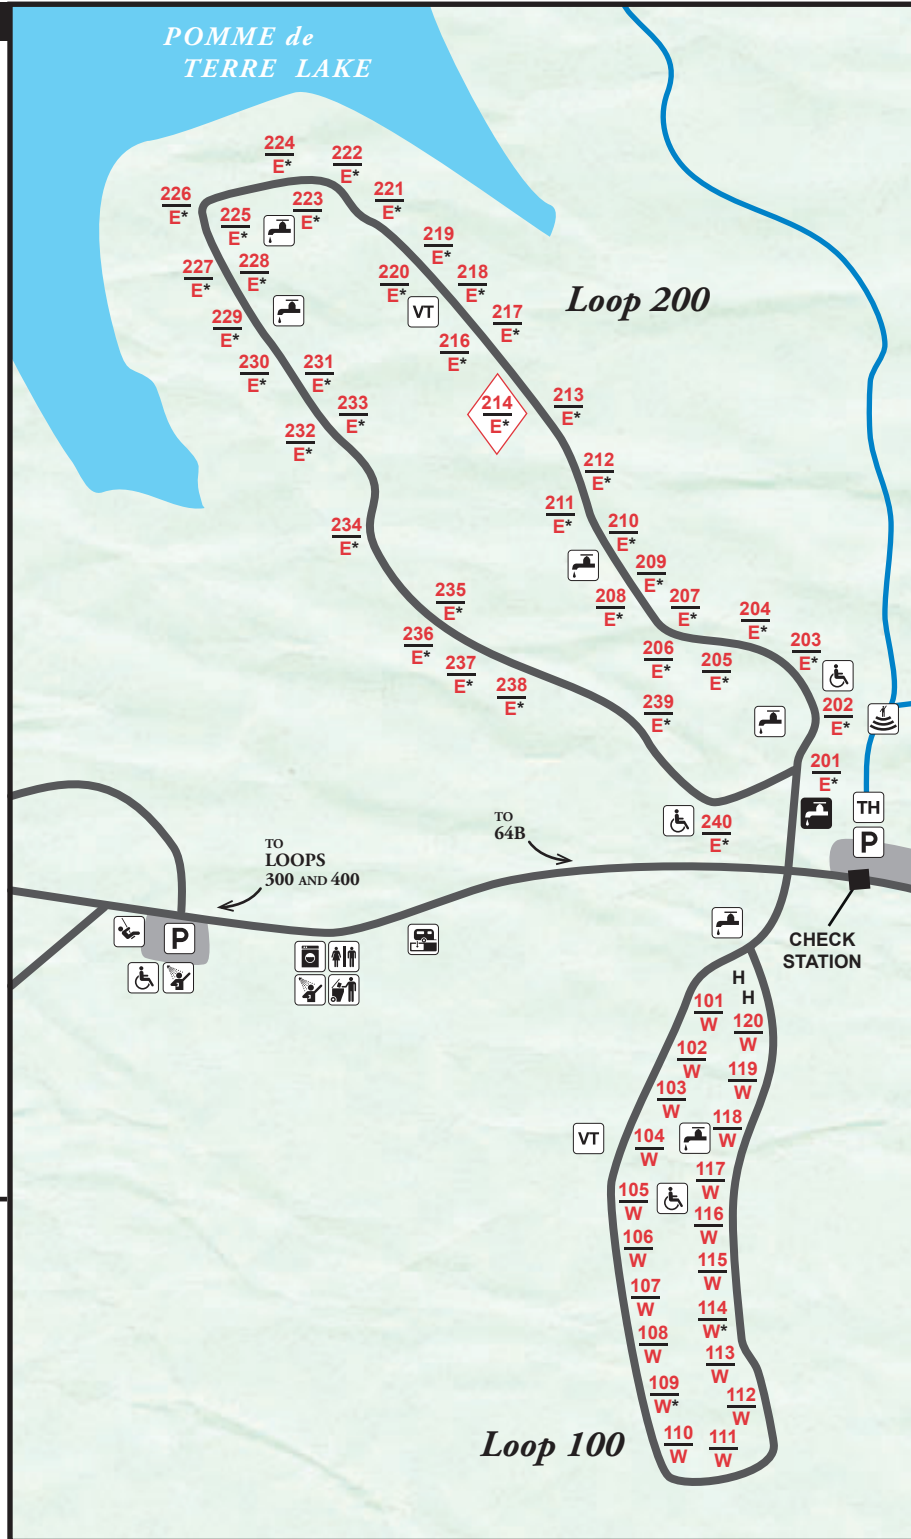 POMME de
TERRE LAKE
224
E*
222
E*
226
E*
223
E*
221
E*
225
E*
219
E*
227
E*
228
E*
220
E*
218
E*
Loop 200
VT
217
E*
229
E*
216
E*
230
E*
231
E*
214
E*
213
E*
233
E*
232
E*
212
E*
211
E*
210
E*
234
E*
209
E*
235
E*
208
E*
207
E*
204
E*
236
E*
206
E*
203
E*
237
E*
205
E*
238
E*
239
E*
202
E*
201
E*
TH
P
240
E*
TO
64B
TO
LOOPS
300 AND 400
P
CHECK
STATION
H
H
101
W
120
W
102
W
119
W
103
W
118
W
VT
104
W
117
W
105
W
116
W
106
W
115
W
107
W
114
W*
108
W
113
W
109
W*
112
W
110
W
111
W
Loop 100